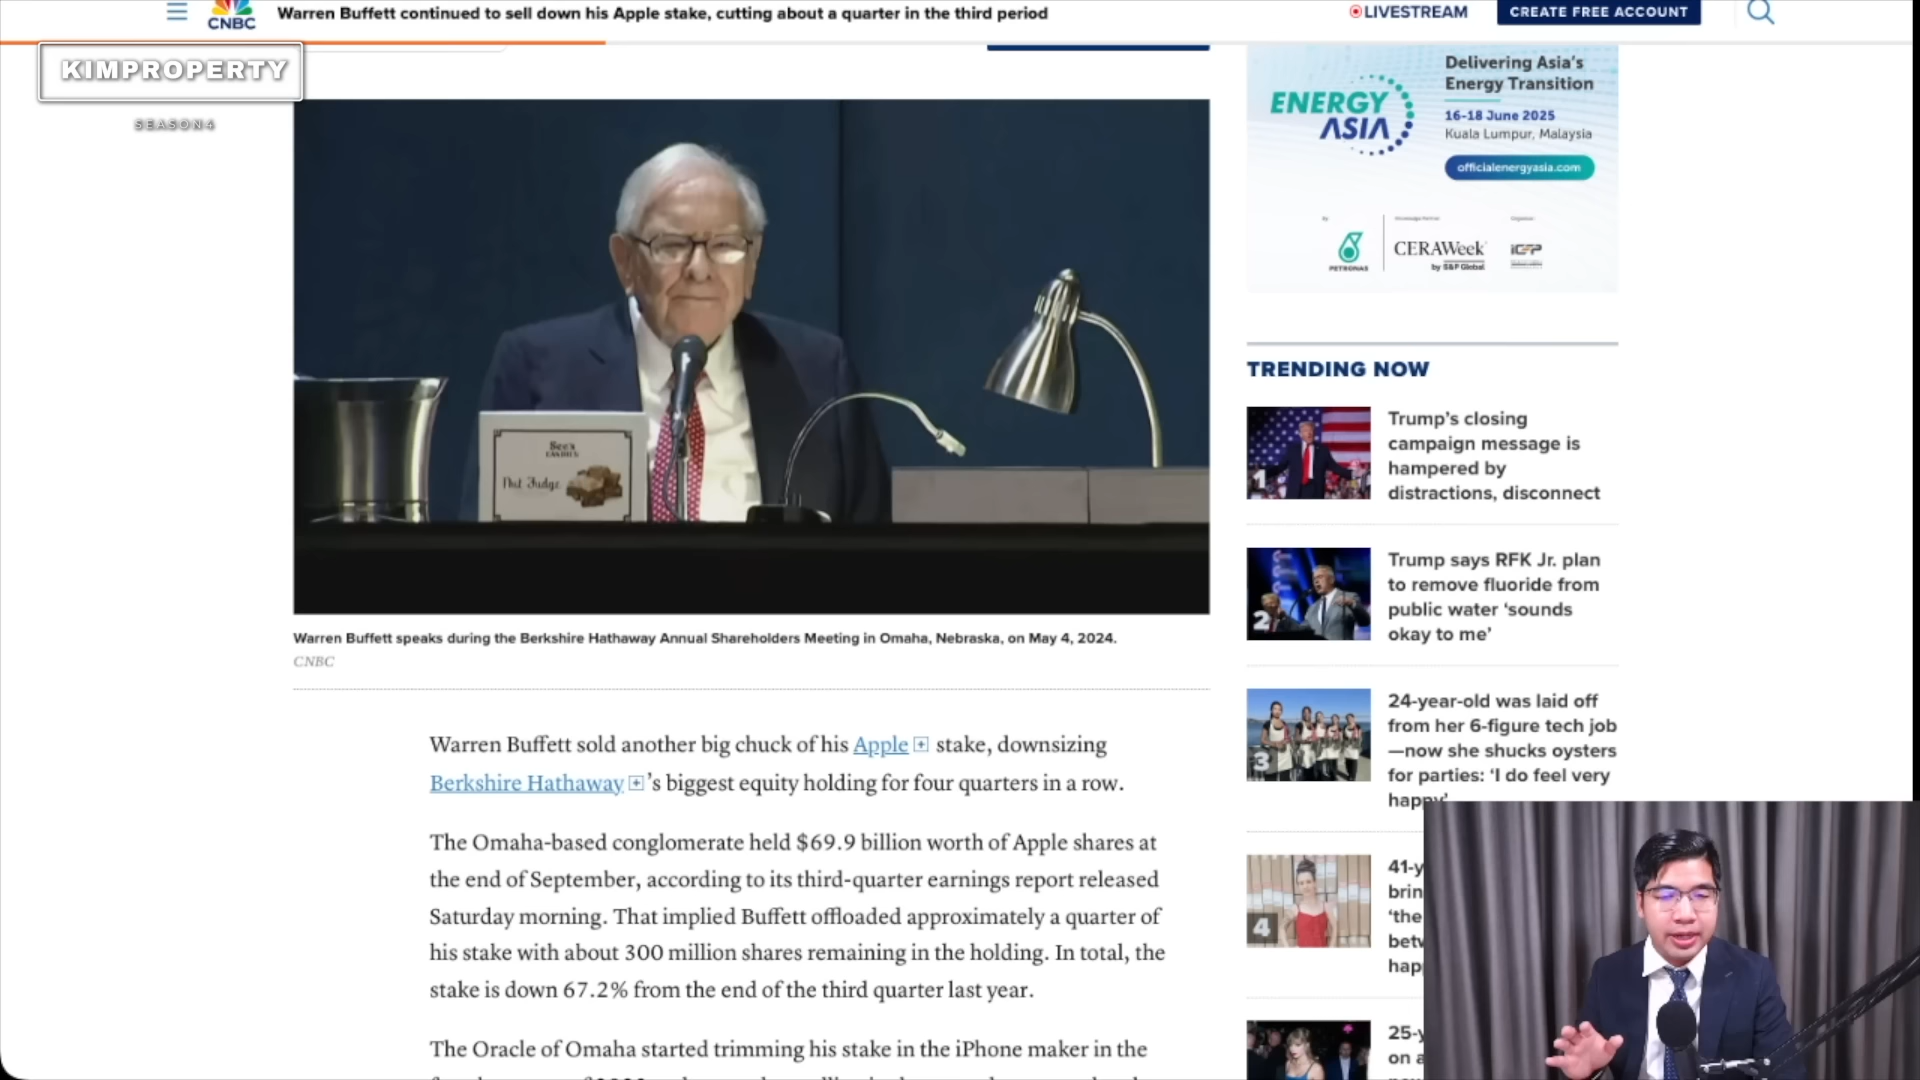 CNBC
Warren Buffett continued to sell down his Apple stake, cutting about a quarter in the third period
LIVESTREAM
CREATE FREE ACCOUNT
KIMPROPERTY
SEASON4
See's
CANDIES
Nut Fudge
Warren Buffett speaks during the Berkshire Hathaway Annual Shareholders Meeting in Omaha, Nebraska, on May 4, 2024.
CNBC
Warren Buffett sold another big chuck of his Apple stake, downsizing
Berkshire Hathaway's biggest equity holding for four quarters in a row.
The Omaha-based conglomerate held $69.9 billion worth of Apple shares at
the end of September, according to its third-quarter earnings report released
Saturday morning. That implied Buffett offloaded approximately a quarter of
his stake with about 300 million shares remaining in the holding. In total, the
stake is down 67.2% from the end of the third quarter last year.
The Oracle of Omaha started trimming his stake in the iPhone maker in the
ENERGY
ASIA
Delivering Asia's
Energy Transition
16-18 June 2025
Kuala Lumpur, Malaysia
officialenergyasia.com
By
PETRONAS
CERAWeek
by S&P Global
TRENDING NOW
1
Trump's closing
campaign message is
hampered by
distractions, disconnect
2
Trump says RFK Jr. plan
to remove fluoride from
public water 'sounds
okay to me'
3
24-year-old was laid off
from her 6-figure tech job
—now she shucks oysters
for parties: 'I do feel very
happy'
4
41-y
brin
'the
betw
hap
25-y
on a